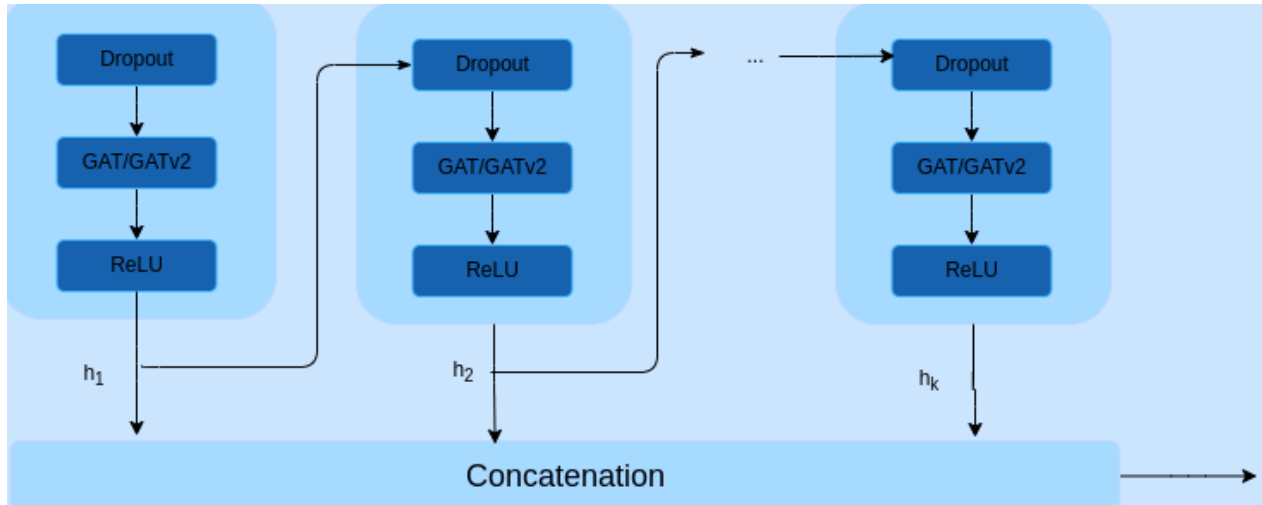 Dropout
GAT/GATv2
ReLU
h1
Dropout
GAT/GATv2
ReLU
h2
...
Dropout
GAT/GATv2
ReLU
hk
Concatenation